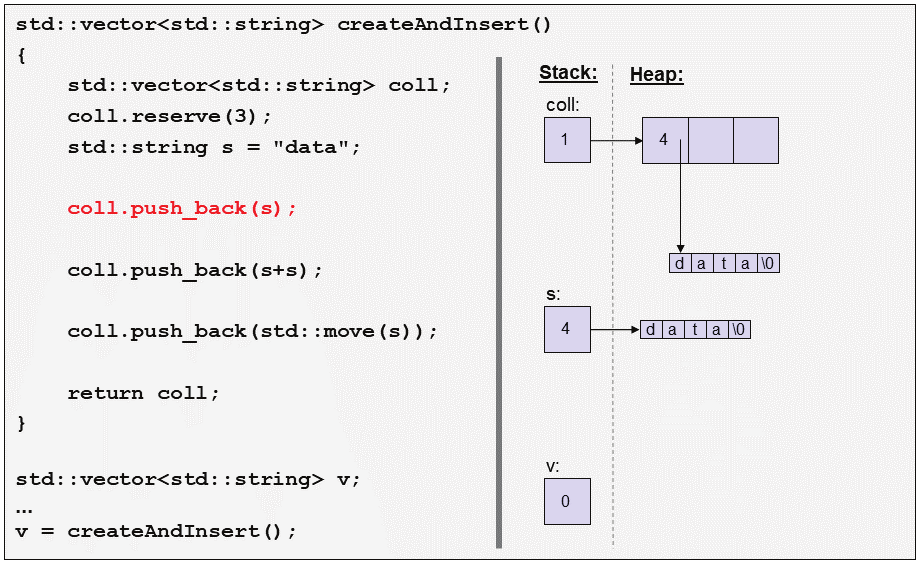 std::vector<std::string> createAndInsert()
{
    std::vector<std::string> coll;
    coll.reserve(3);
    std::string s = "data";
    coll.push_back(s);
    coll.push_back(s+s);
    coll.push_back(std::move(s));
    return coll;
}
std::vector<std::string> v;
...
v = createAndInsert();
Stack: Heap:
coll:
1 4
d a t a \0
s:
4 d a t a \0
v:
0